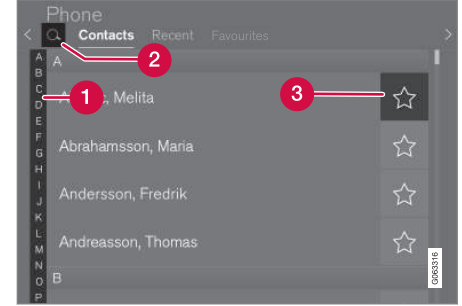 Phone
Contacts Recent Favourites
2
A
A
B
C
D
E
F
G
H
I
J
K
L
M
N
O
P
1
Melita
3
Abrahamsson, Maria
Andersson, Fredrik
Andreasson, Thomas
B
G063316